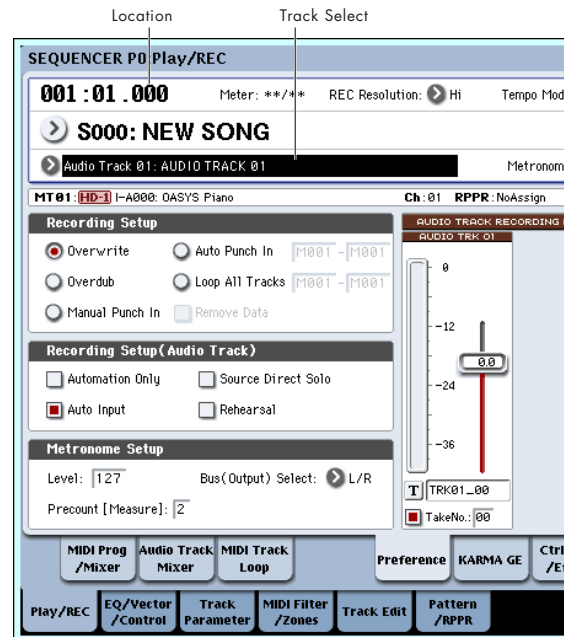 Location Track Select
SEQUENCER P0:Play/REC
001:01.000 Meter: **/** REC Resolution: Hi Tempo Mod
S000: NEW SONG
Audio Track 01: AUDIO TRACK 01 Metronom
MT01: HD-1 I-A000: OASYS Piano Ch:01 RPPR:NoAssign
Recording Setup
Overwrite Auto Punch In M001 - M001
Overdub Loop All Tracks M001 - M001
Manual Punch In Remove Data
Recording Setup(Audio Track)
Automation Only Source Direct Solo
Auto Input Rehearsal
Metronome Setup
Level: 127 Bus(Output) Select: L/R
Precount [Measure]: 2
AUDIO TRACK RECORDING
AUDIO TRK 01
0
-12
0.0
-24
-36
T TRK01_00
TakeNo.: 00
MIDI Prog /Mixer Audio Track Mixer MIDI Track Loop Preference KARMA GE Ctrl /E
Play/REC EQ/Vector /Control Track Parameter MIDI Filter /Zones Track Edit Pattern /RPPR